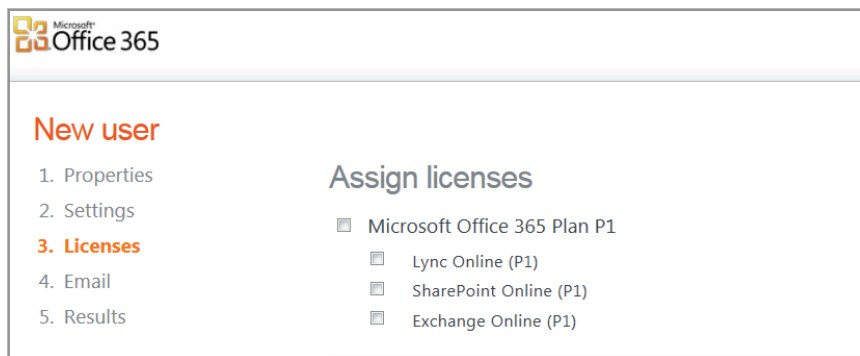 Microsoft®
Office 365
New user
1. Properties
2. Settings
3. Licenses
4. Email
5. Results
Assign licenses
Microsoft Office 365 Plan P1
Lync Online (P1)
SharePoint Online (P1)
Exchange Online (P1)